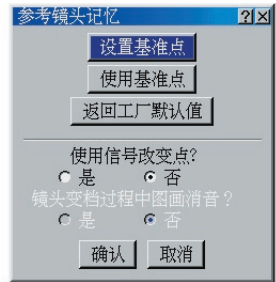 参考镜头记忆
设置基准点
使用基准点
返回工厂默认值
使用信号改变点?
是 否
镜头变档过程中图画消音？
是 否
确认 取消